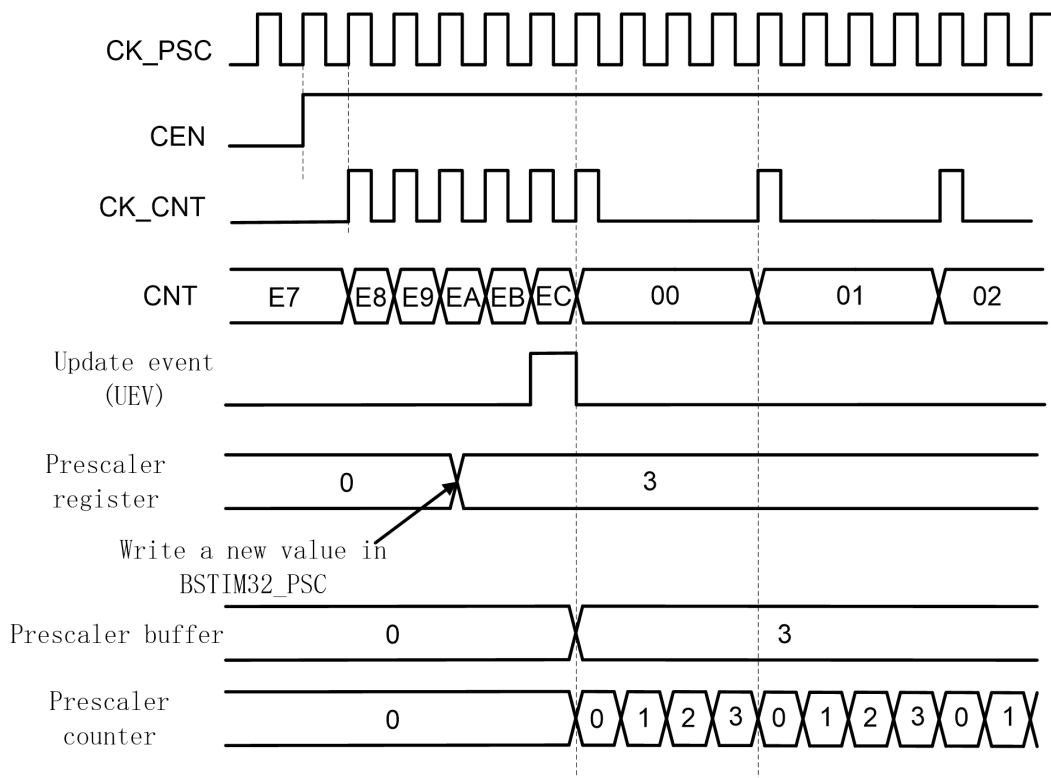 CK_PSC
CEN
CK_CNT
CNT E7 E8 E9 EA EB EC 00 01 02
Update event
(UEV)
Prescaler
register
0 3
Write a new value in
BSTIM32_PSC
Prescaler buffer 0 3
Prescaler
counter
0 0 1 2 3 0 1 2 3 0 1